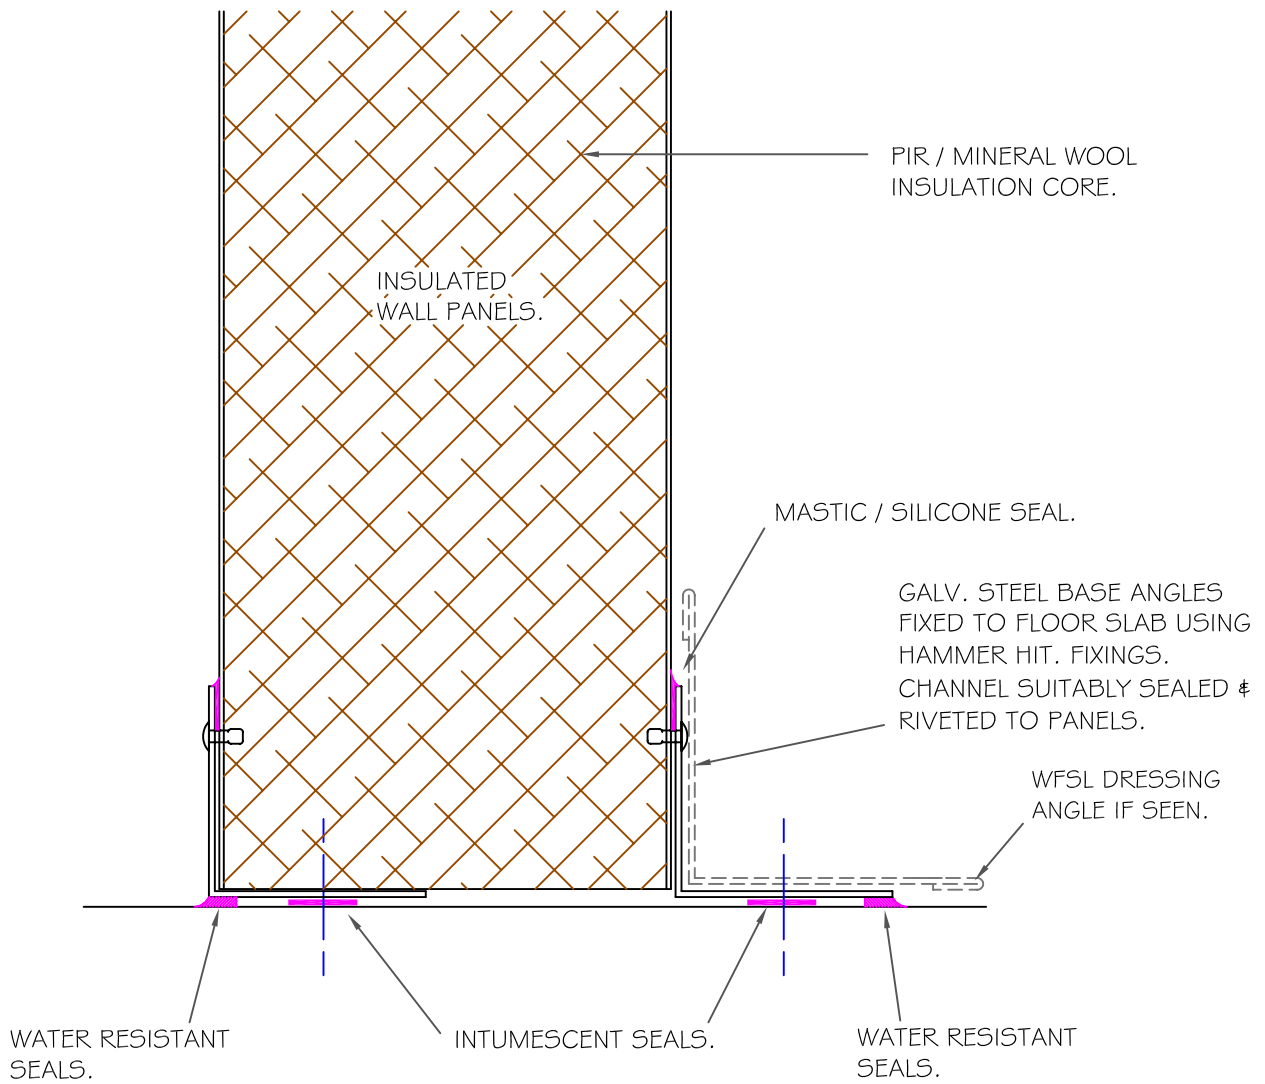 PIR / MINERAL WOOL
INSULATION CORE.
INSULATED
WALL PANELS.
MASTIC / SILICONE SEAL.
GALV. STEEL BASE ANGLES
FIXED TO FLOOR SLAB USING
HAMMER HIT. FIXINGS.
CHANNEL SUITABLY SEALED &
RIVETED TO PANELS.
WFSL DRESSING
ANGLE IF SEEN.
WATER RESISTANT
SEALS.
INTUMESCENT SEALS.
WATER RESISTANT
SEALS.